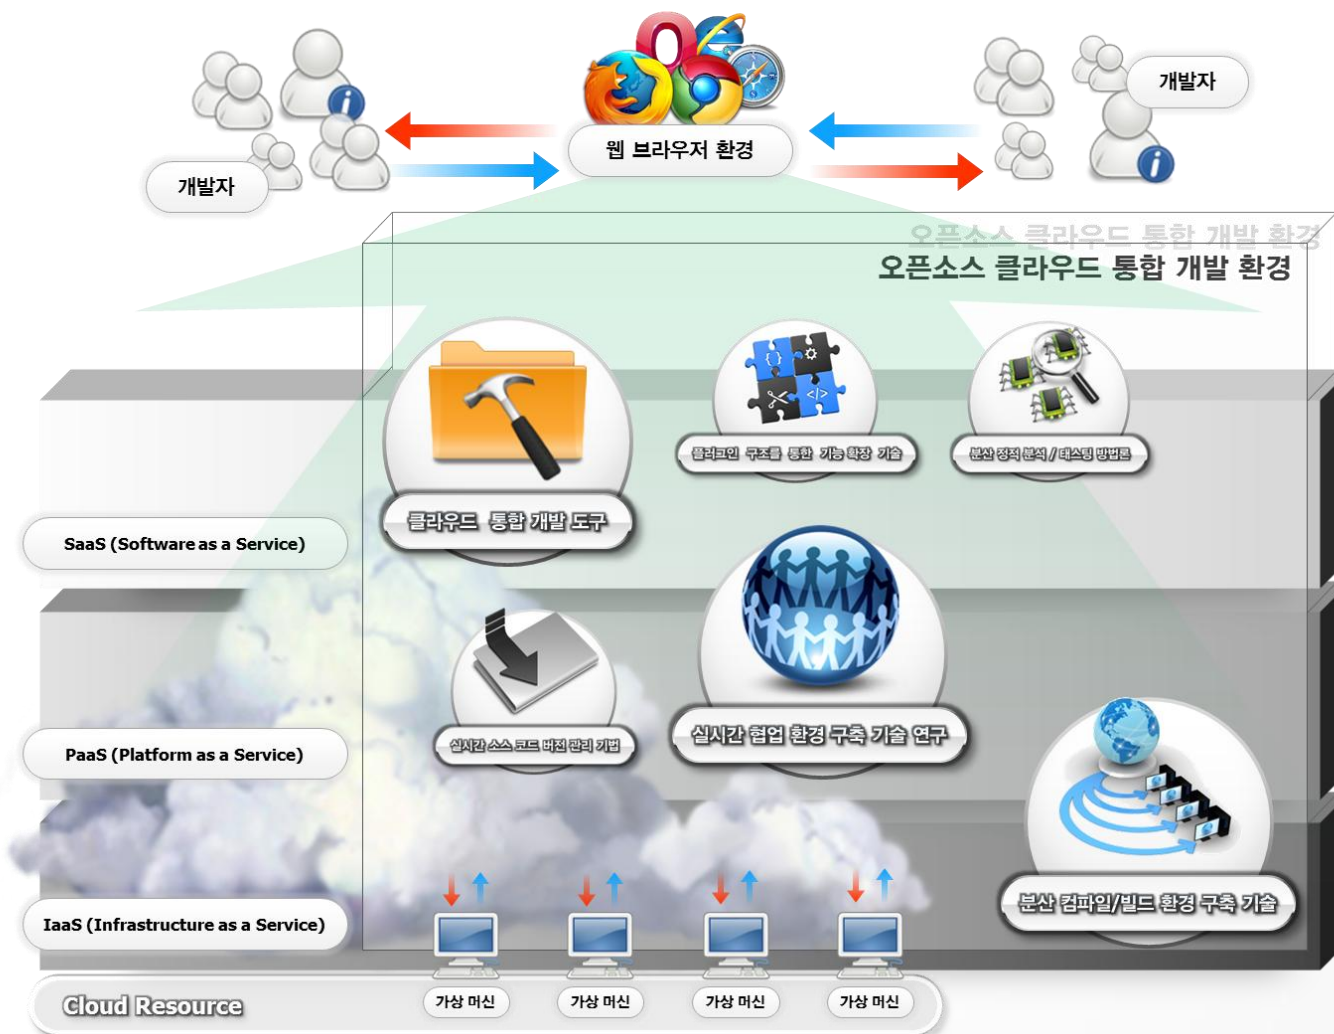 개발자
웹 브라우저 환경
개발자
오픈소스 클라우드 통합 개발 환경
오픈소스 클라우드 통합 개발 환경
플러그인 구조를 통한 기능 확장 기술
분산 정적 분석 / 테스팅 방법론
클라우드 통합 개발 도구
SaaS (Software as a Service)
실시간 소스 코드 버전 관리 기법
실시간 협업 환경 구축 기술 연구
PaaS (Platform as a Service)
분산 컴파일/빌드 환경 구축 기술
IaaS (Infrastructure as a Service)
Cloud Resource
가상 머신
가상 머신
가상 머신
가상 머신